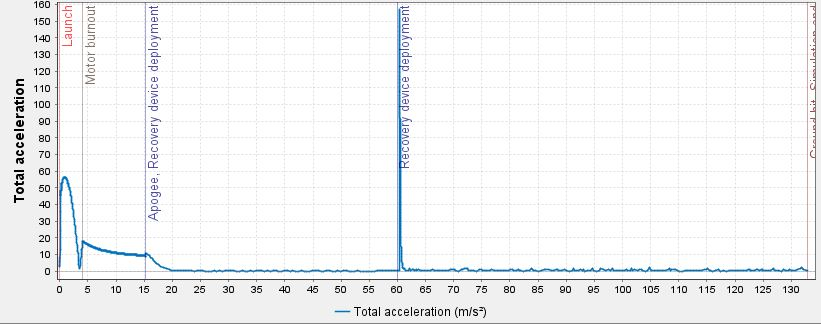 160
150
140
130
120
110
100
90
80
70
60
50
40
30
20
10
0
Total acceleration
Launch
Motor burnout
Apogee, Recovery device deployment
Recovery device deployment
0 5 10 15 20 25 30 35 40 45 50 55 60 65 70 75 80 85 90 95 100 105 110 115 120 125 130
Total acceleration (m/s²)